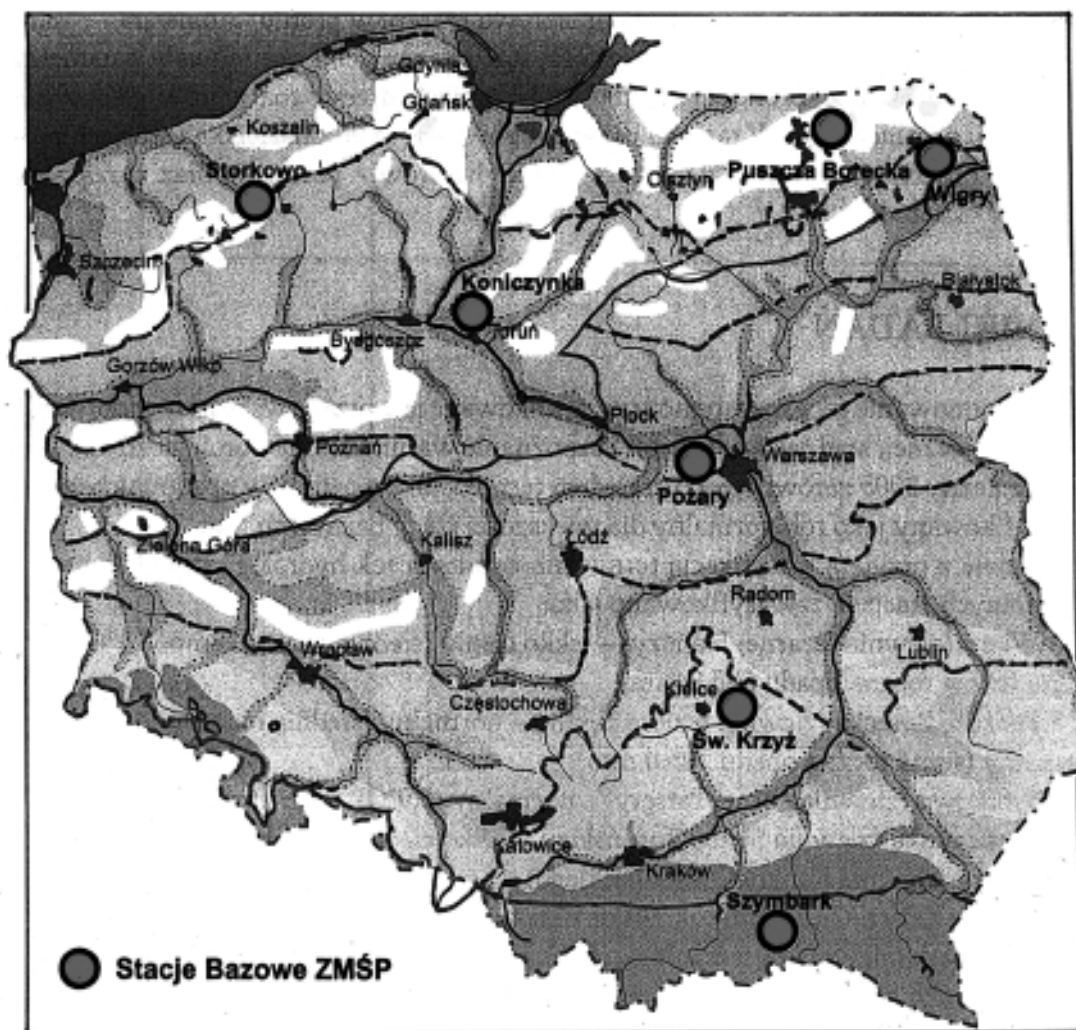 Gdynia
Gdańsk
Koszalin
Storkowo
Olsztyn
Puszcza Borecka
Wigry
Szczecin
Koniczynka
Białystok
Toruń
Bydgoszcz
Gorzów Wlkp.
Płock
Poznań
Warszawa
Pożary
Zielona Góra
Kalisz
Łódź
Radom
Lublin
Wrocław
Kielce
Częstochowa
Św. Krzyż
Katowice
Kraków
Szymbark
Stacje Bazowe ZMŚP